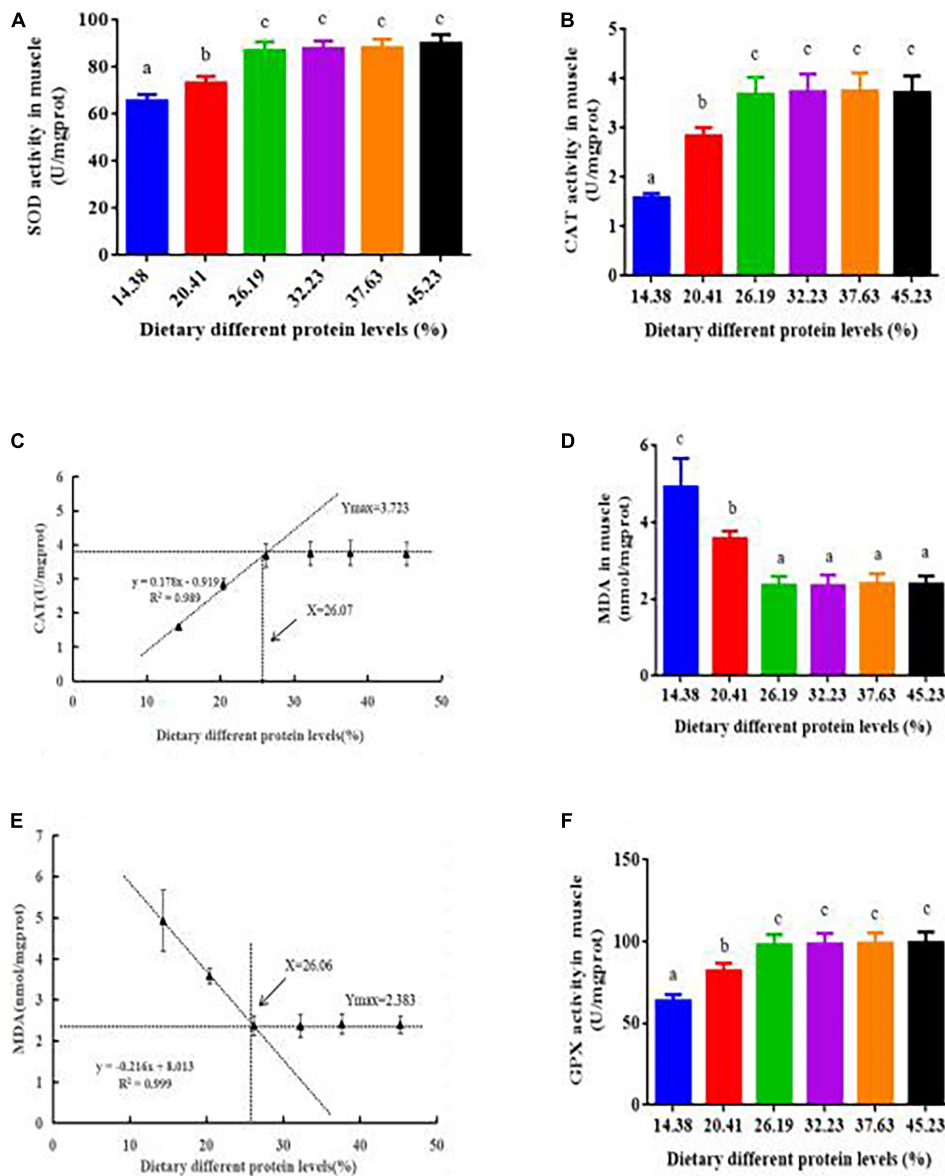 A
SOD activity in muscle
(U/mgprot)
100
80
60
40
20
0
a
b
c
c
c
c
14.38
20.41
26.19
32.23
37.63
45.23
Dietary different protein levels (%)
B
CAT activity in muscle
(U/mgprot)
5
4
3
2
1
0
a
b
c
c
c
c
14.38 20.41 26.19 32.23 37.63 45.23
Dietary different protein levels (%)
C
CAT(U/mgprot)
6
5
4
3
2
1
0
Ymax=3.723
y = 0.178x - 0.919
R² = 0.989
X=26.07
0 10 20 30 40 50
Dietary different protein levels(%)
D
MDA in muscle
(nmol/mgprot)
6
4
2
0
c
b
a
a
a
a
14.38 20.41 26.19 32.23 37.63 45.23
Dietary different protein levels (%)
E
MDA(nmol/mgprot)
7
6
5
4
3
2
1
0
X=26.06
Ymax=2.383
y = -0.216x + 8.013
R² = 0.999
0 10 20 30 40 50
Dietary different protein levels(%)
F
GPX activityin muscle
(U/mgprot)
150
100
50
0
a
b
c
c
c
c
14.38 20.41 26.19 32.23 37.63 45.23
Dietary different protein levels (%)